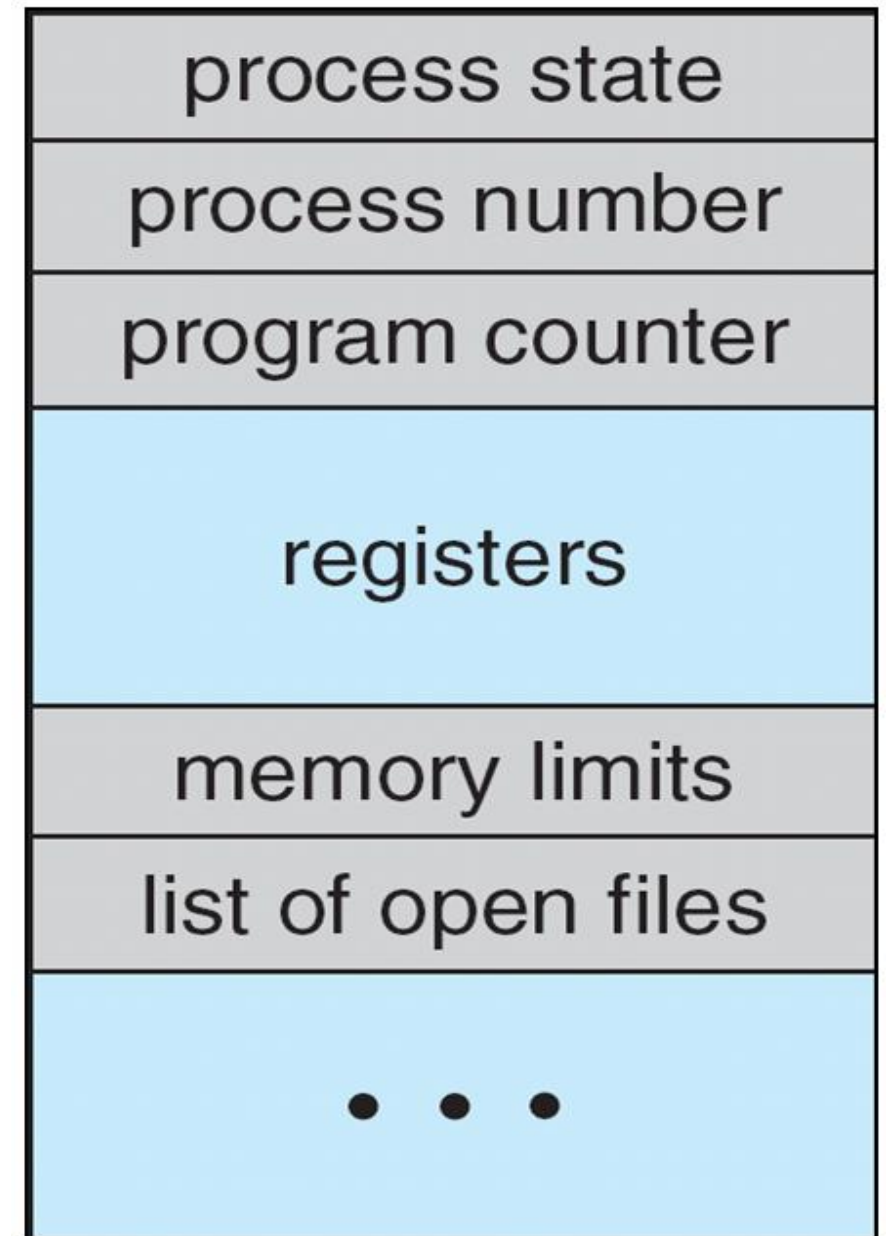 process state
process number
program counter
registers
memory limits
list of open files
• • •